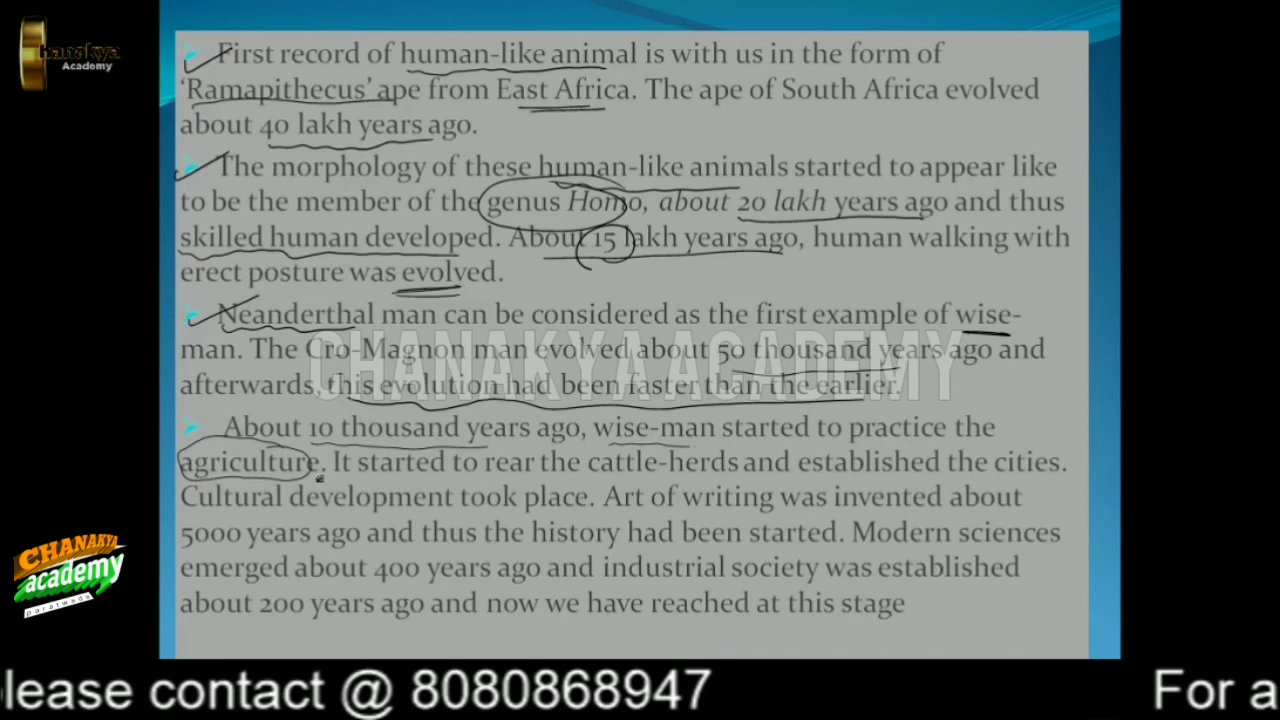 Chanakya
Academy
First record of human-like animal is with us in the form of
‘Ramapithecus’ ape from East Africa. The ape of South Africa evolved
about 40 lakh years ago.
The morphology of these human-like animals started to appear like
to be the member of the genus Homo, about 20 lakh years ago and thus
skilled human developed. About 15 lakh years ago, human walking with
erect posture was evolved.
Neanderthal man can be considered as the first example of wise-
man. The Cro-Magnon man evolved about 50 thousand years ago and
afterwards, this evolution had been faster than the earlier.
CHANAKYA ACADEMY
About 10 thousand years ago, wise-man started to practice the
agriculture. It started to rear the cattle-herds and established the cities.
Cultural development took place. Art of writing was invented about
5000 years ago and thus the history had been started. Modern sciences
emerged about 400 years ago and industrial society was established
about 200 years ago and now we have reached at this stage
CHANAKYA
academy
paratwada
lease contact @ 8080868947 For a